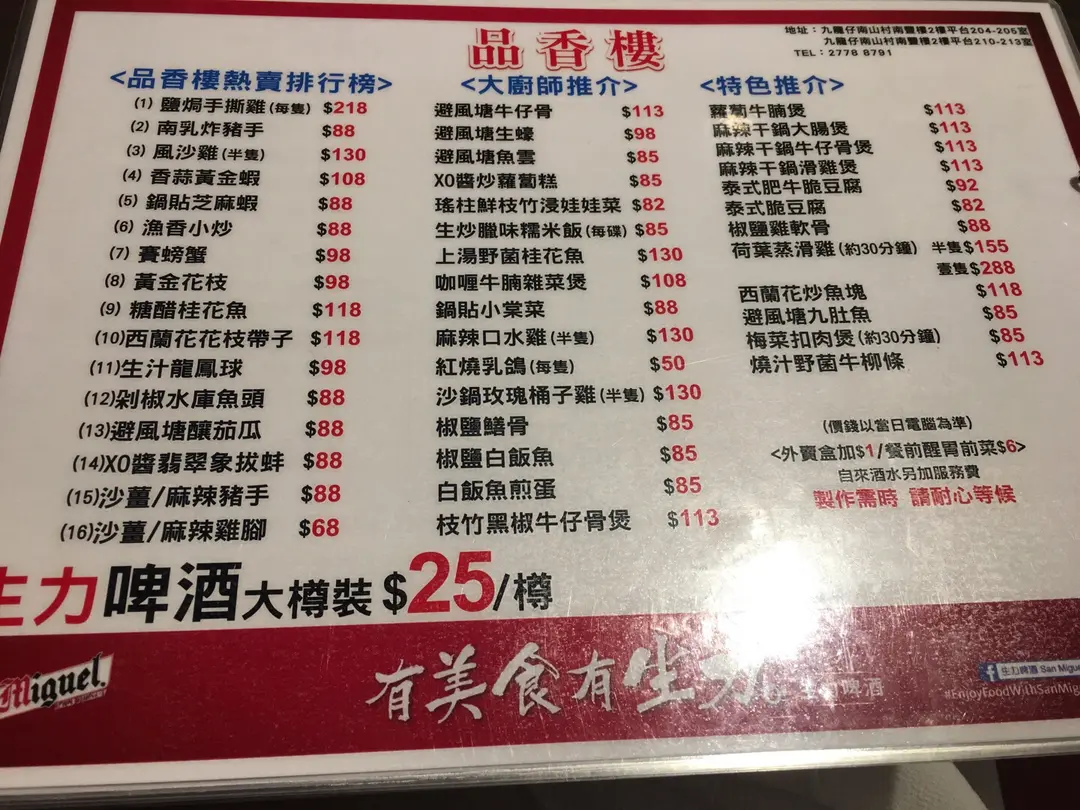 品香樓
地址：九龍仔南山村南豐樓2樓平台204-205室
九龍仔南山村南豐樓2樓平台210-213室
TEL：2778 8791
<品香樓熱賣排行榜>
(1) 鹽焗手撕雞(每隻) $218
(2) 南乳炸豬手 $88
(3) 風沙雞(半隻) $130
(4) 香蒜黃金蝦 $108
(5) 鍋貼芝麻蝦 $88
(6) 漁香小炒 $88
(7) 賽螃蟹 $98
(8) 黃金花枝 $98
(9) 糖醋桂花魚 $118
(10)西蘭花花枝帶子 $118
(11)生汁龍鳳球 $98
(12)剁椒水庫魚頭 $88
(13)避風塘釀茄瓜 $88
(14)XO醬翡翠象拔蚌 $88
(15)沙薑/麻辣豬手 $88
(16)沙薑/麻辣雞腳 $68
<大廚師推介>
避風塘牛仔骨 $113
避風塘生蠔 $98
避風塘魚雲 $85
XO醬炒蘿蔔糕 $85
瑤柱鮮枝竹浸娃娃菜 $82
生炒臘味糯米飯(每碟) $85
上湯野菌桂花魚 $130
咖喱牛腩雜菜煲 $108
鍋貼小棠菜 $88
麻辣口水雞(半隻) $130
紅燒乳鴿(每隻) $50
沙鍋玫瑰桶子雞(半隻) $130
椒鹽鱔骨 $85
椒鹽白飯魚 $85
白飯魚煎蛋 $85
枝竹黑椒牛仔骨煲 $113
<特色推介>
蘿蔔牛腩煲 $113
麻辣干鍋大腸煲 $113
麻辣干鍋牛仔骨煲 $113
麻辣干鍋滑雞煲 $113
泰式肥牛脆豆腐 $92
泰式脆豆腐 $82
椒鹽雞軟骨 $88
荷葉蒸滑雞(約30分鐘) 半隻$155
壹隻$288
西蘭花炒魚塊 $118
避風塘九肚魚 $85
梅菜扣肉煲(約30分鐘) $85
燒汁野菌牛柳條 $113
(價錢以當日電腦為準)
<外賣盒加$1/餐前醒胃前菜$6>
自來酒水另加服務費
製作需時 請耐心等候
生力啤酒大樽裝 $25/樽
Miguel.
有美食有生力。生力啤酒
生力啤酒 San Migue
#EnjoyFoodWithSanMig